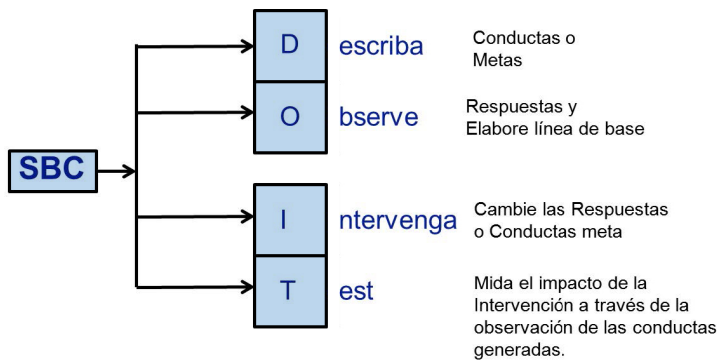 SBC
D escriba
Conductas o
Metas
O bserve
Respuestas y
Elabore línea de base
I ntervenga
Cambie las Respuestas
o Conductas meta
T est
Mida el impacto de la
Intervención a través de la
observación de las conductas
generadas.